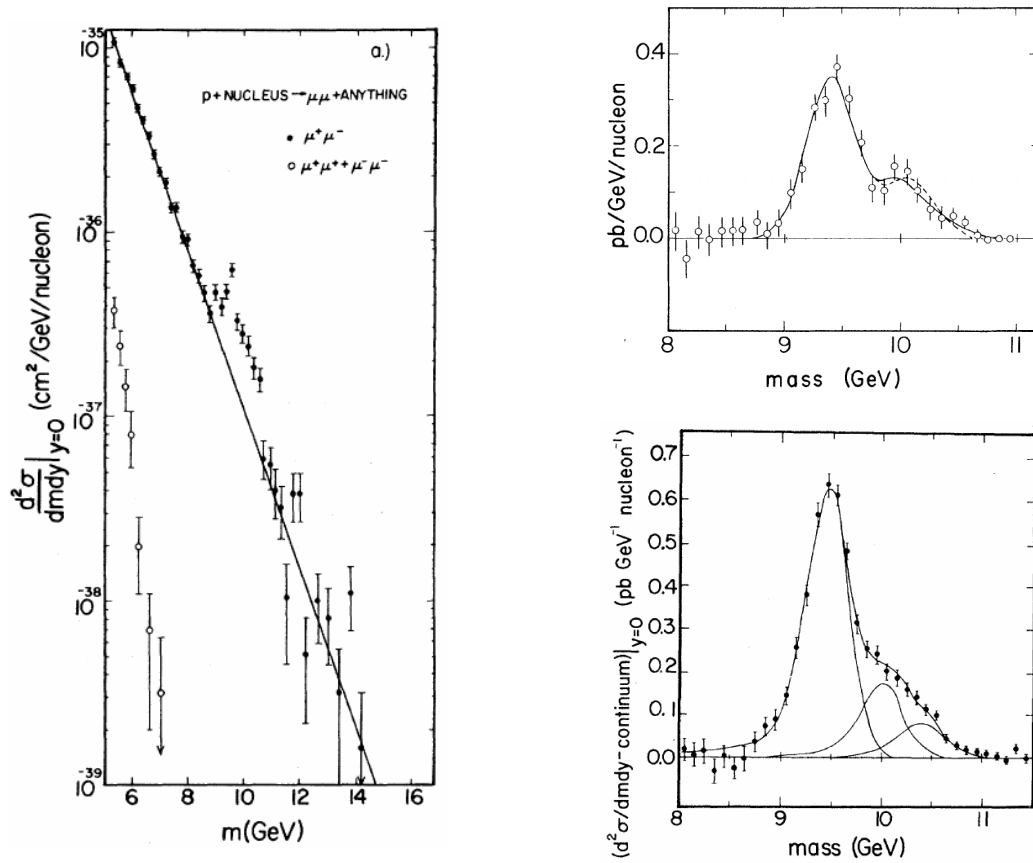 a.)
p+NUCLEUS→μμ+ANYTHING
● μ⁺μ⁻
○ μ⁺μ⁺+μ⁻μ⁻
d²σ/dmdy|y=0 (cm²/GeV/nucleon)
10⁻³⁵
10⁻³⁶
10⁻³⁷
10⁻³⁸
10⁻³⁹
6 8 10 12 14 16
m(GeV)
pb/GeV/nucleon
0.4
0.2
0.0
8 9 10 11
mass (GeV)
(d²σ/dmdy-continuum)|y=0 (pb GeV⁻¹ nucleon⁻¹)
0.7
0.6
0.5
0.4
0.3
0.2
0.1
0.0
8 9 10 11
mass (GeV)